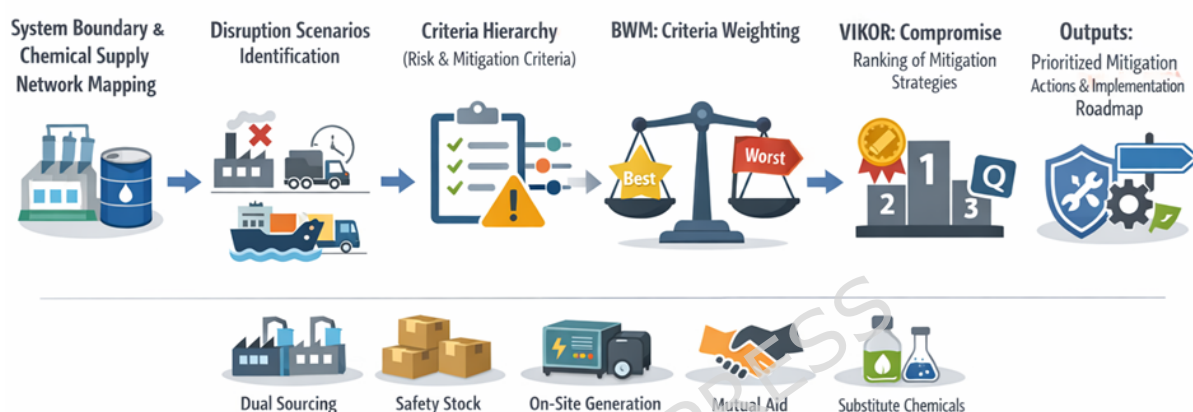 System Boundary &
Chemical Supply
Network Mapping
Disruption Scenarios
Identification
Criteria Hierarchy
(Risk & Mitigation Criteria)
BWM: Criteria Weighting
VIKOR: Compromise
Ranking of Mitigation
Strategies
Outputs:
Prioritized Mitigation
Actions & Implementation
Roadmap
Best
Worst
1
2
3
Q
Dual Sourcing
Safety Stock
On-Site Generation
Mutual Aid
Substitute Chemicals
PRESS